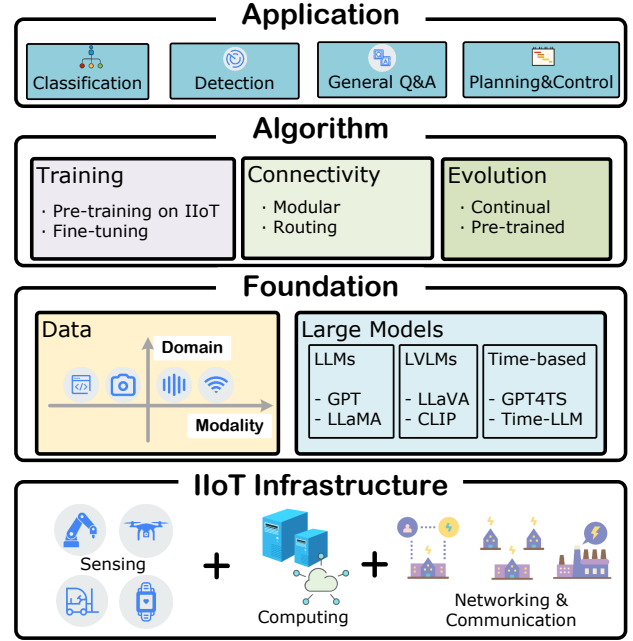 Application
Classification
Detection
General Q&A
Planning&Control
Algorithm
Training
· Pre-training on IIoT
· Fine-tuning
Connectivity
· Modular
· Routing
Evolution
· Continual
· Pre-trained
Foundation
Data
Domain
Modality
Large Models
LLMs
- GPT
- LLaMA
LVLMs
- LLaVA
- CLIP
Time-based
- GPT4TS
- Time-LLM
IIoT Infrastructure
Sensing
+
Computing
+
Networking &
Communication